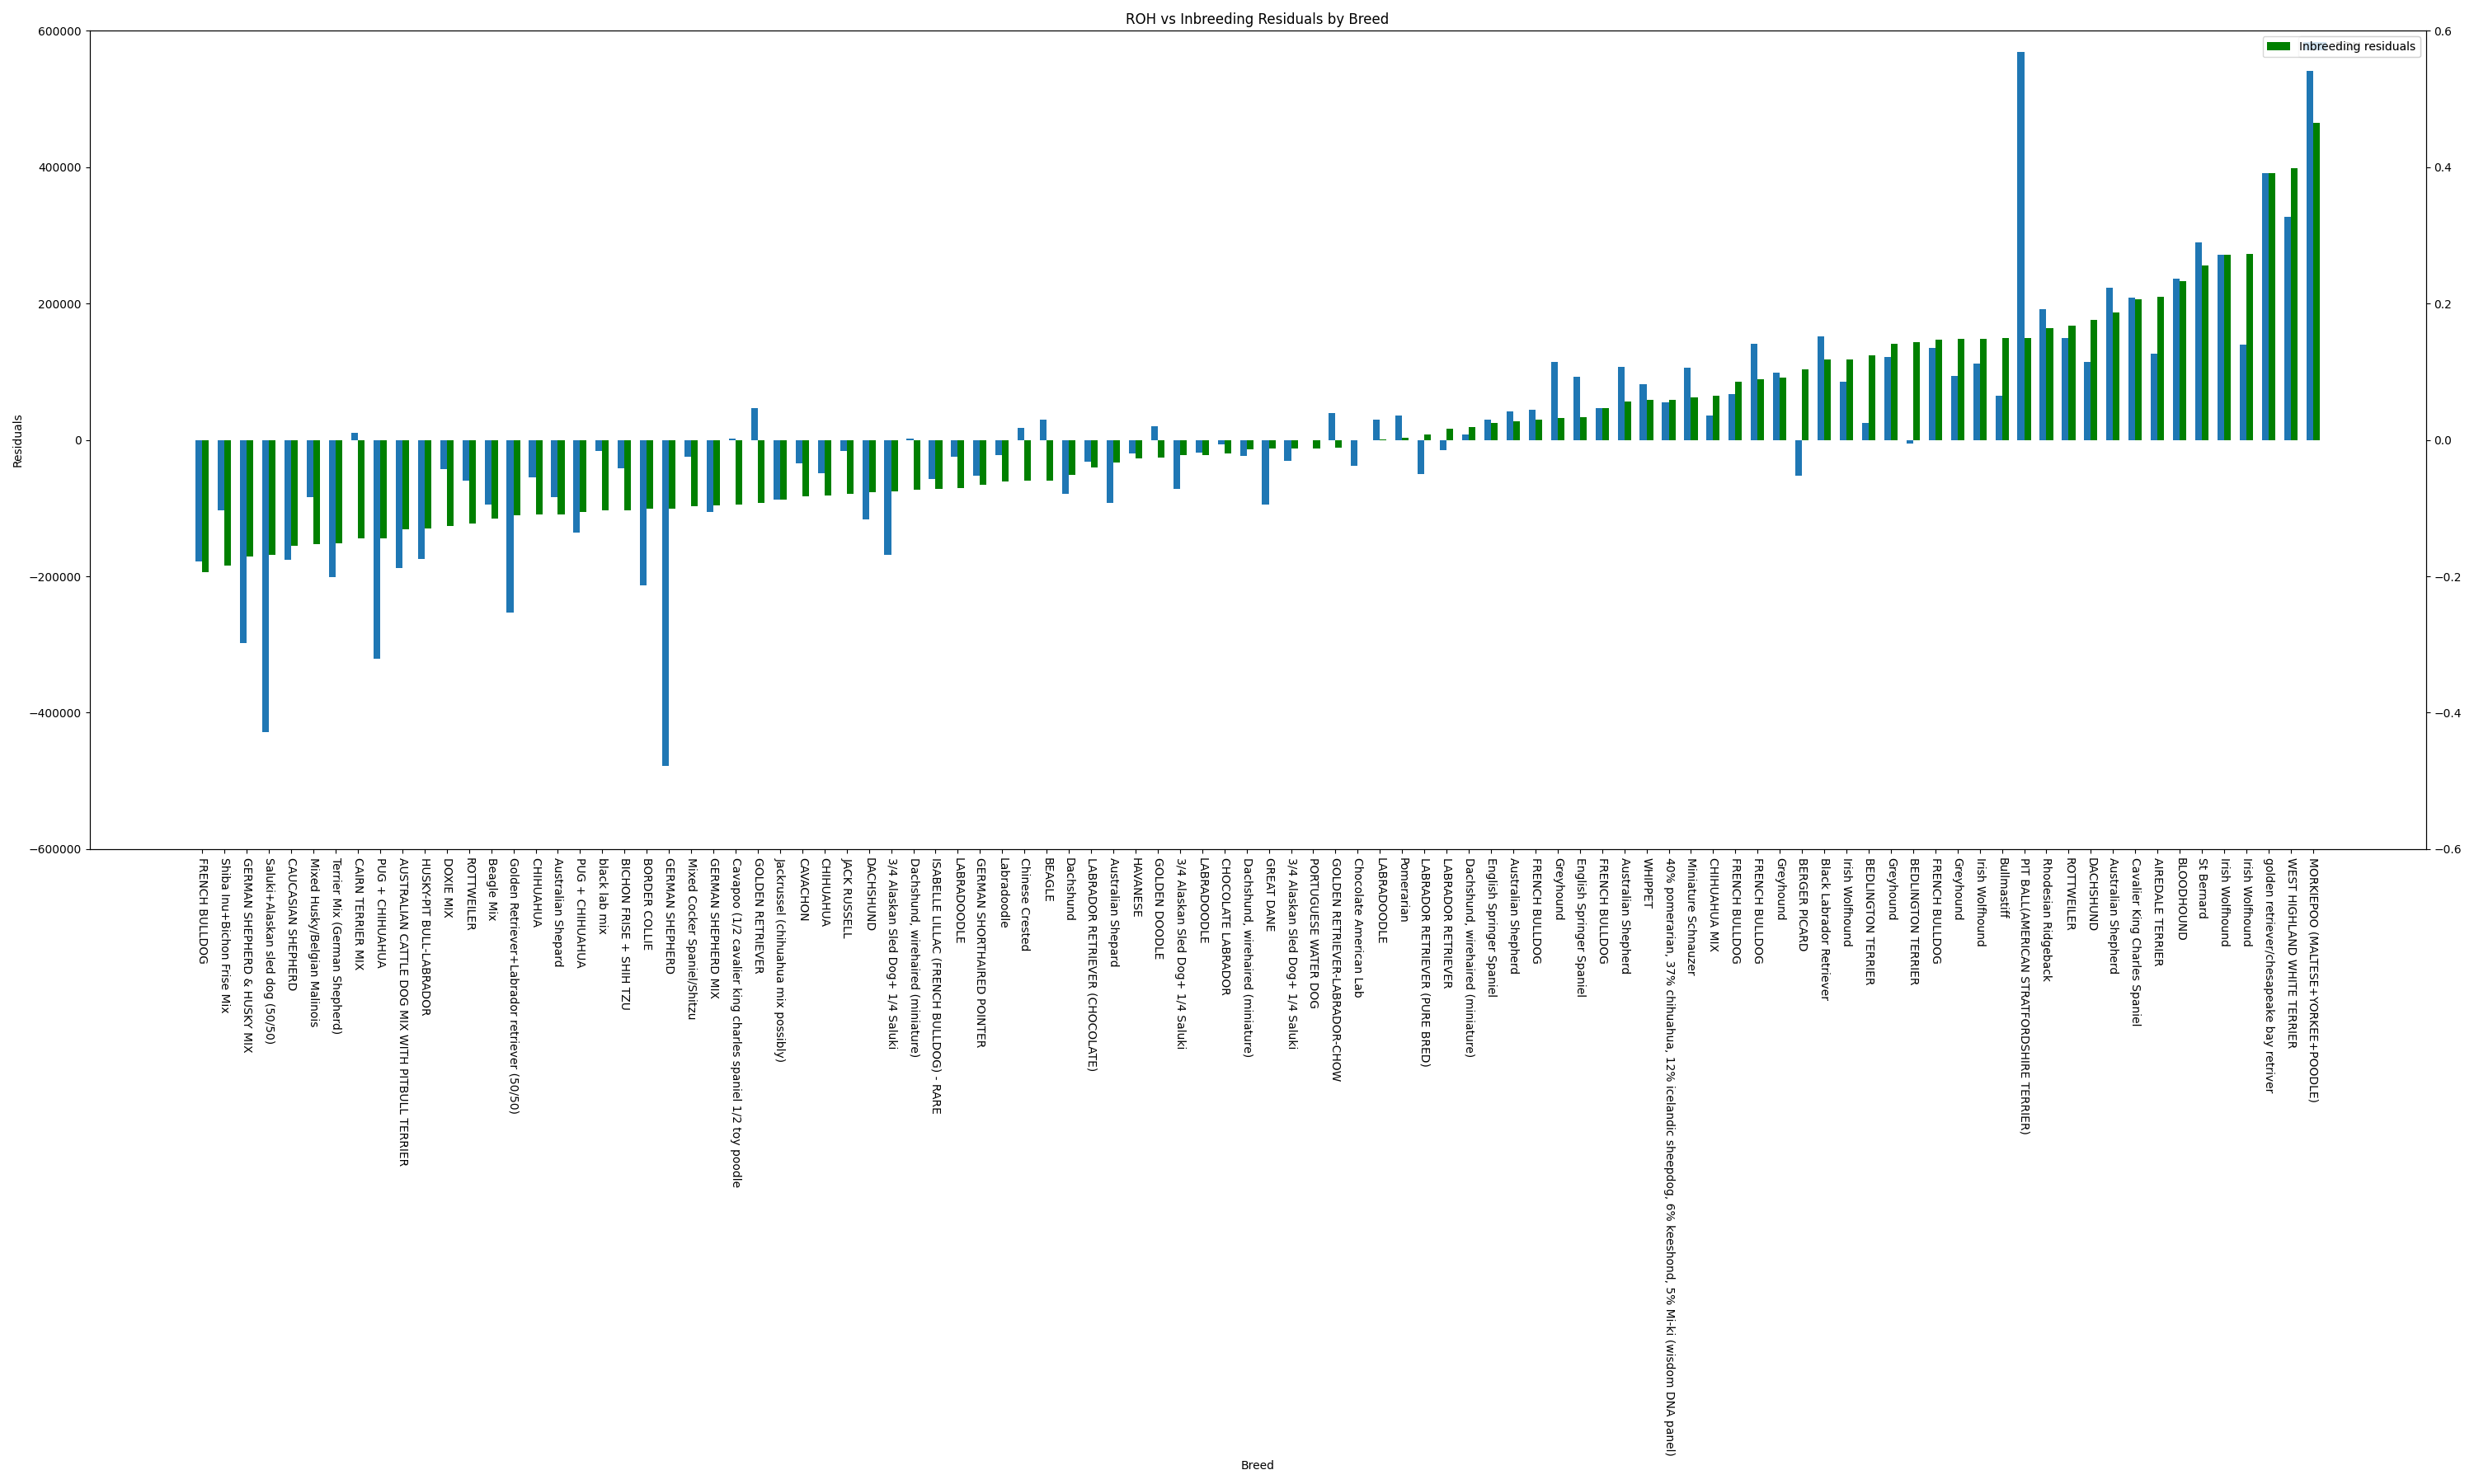 ROH vs Inbreeding Residuals by Breed
Inbreeding residuals
600000
400000
200000
0
−200000
−400000
−600000
0.6
0.4
0.2
0.0
−0.2
−0.4
−0.6
FRENCH BULLDOG
Shiba Inu+Bichon Frise Mix
GERMAN SHEPHERD & HUSKY MIX
Saluki+Alaskan sled dog (50/50)
CAUCASIAN SHEPHERD
Mixed Husky/Belgian Malinois
Terrier Mix (German Shepherd)
CAIRN TERRIER MIX
PUG + CHIHUAHUA
AUSTRALIAN CATTLE DOG MIX WITH PITBULL TERRIER
HUSKY-PIT BULL-LABRADOR
DOXIE MIX
ROTTWEILER
Beagle Mix
Golden Retriever+Labrador retriever (50/50)
CHIHUAHUA
Australian Shepard
PUG + CHIHUAHUA
black lab mix
BICHON FRISE + SHIH TZU
BORDER COLLIE
GERMAN SHEPHERD
Mixed Cocker Spaniel/Shitzu
GERMAN SHEPHERD MIX
Cavapoo (1/2 cavalier king charles spaniel 1/2 toy poodle
GOLDEN RETRIEVER
Jackrussel (chihuahua mix possibly)
CAVACHON
CHIHUAHUA
JACK RUSSELL
DACHSHUND
3/4 Alaskan Sled Dog+ 1/4 Saluki
Dachshund, wirehaired (miniature)
ISABELLE LILLAC (FRENCH BULLDOG) - RARE
LABRADOODLE
GERMAN SHORTHAIRED POINTER
Labradoodle
Chinese Crested
BEAGLE
Dachshund
LABRADOR RETRIEVER (CHOCOLATE)
Australian Shepard
HAVANESE
GOLDEN DOODLE
3/4 Alaskan Sled Dog+ 1/4 Saluki
LABRADOODLE
CHOCOLATE LABRADOR
Dachshund, wirehaired (miniature)
GREAT DANE
3/4 Alaskan Sled Dog+ 1/4 Saluki
PORTUGUESE WATER DOG
GOLDEN RETRIEVER-LABRADOR-CHOW
Chocolate American Lab
LABRADOODLE
Pomerarian
LABRADOR RETRIEVER (PURE BRED)
LABRADOR RETRIEVER
Dachshund, wirehaired (miniature)
English Springer Spaniel
Australian Shepherd
FRENCH BULLDOG
Greyhound
English Springer Spaniel
FRENCH BULLDOG
Australian Shepherd
WHIPPET
40% pomerarian, 37% chihuahua, 12% icelandic sheepdog, 6% keeshond, 5% Mi-ki (wisdom DNA panel)
Miniature Schnauzer
CHIHUAHUA MIX
FRENCH BULLDOG
FRENCH BULLDOG
Greyhound
BERGER PICARD
Black Labrador Retriever
Irish Wolfhound
BEDLINGTON TERRIER
Greyhound
BEDLINGTON TERRIER
FRENCH BULLDOG
Greyhound
Irish Wolfhound
Bullmastiff
PIT BALL(AMERICAN STRATFORDSHIRE TERRIER)
Rhodesian Ridgeback
ROTTWEILER
DACHSHUND
Australian Shepherd
Cavalier King Charles Spaniel
AIREDALE TERRIER
BLOODHOUND
St Bernard
Irish Wolfhound
Irish Wolfhound
golden retriever/chesapeake bay retriver
WEST HIGHLAND WHITE TERRIER
MORKIEPOO (MALTESE+YORKEE+POODLE)
Breed